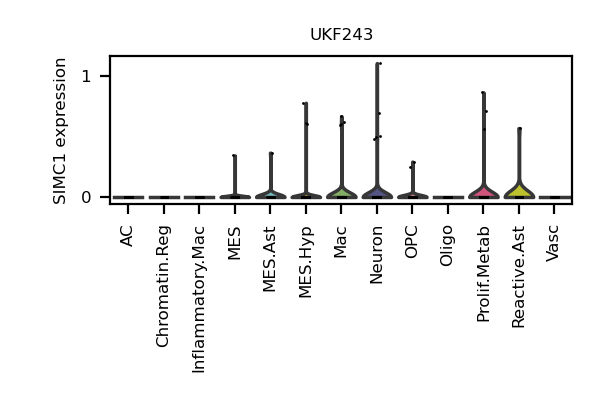 UKF243
SIMC1 expression
1
0
AC
Chromatin.Reg
Inflammatory.Mac
MES
MES.Ast
MES.Hyp
Mac
Neuron
OPC
Oligo
Prolif.Metab
Reactive.Ast
Vasc